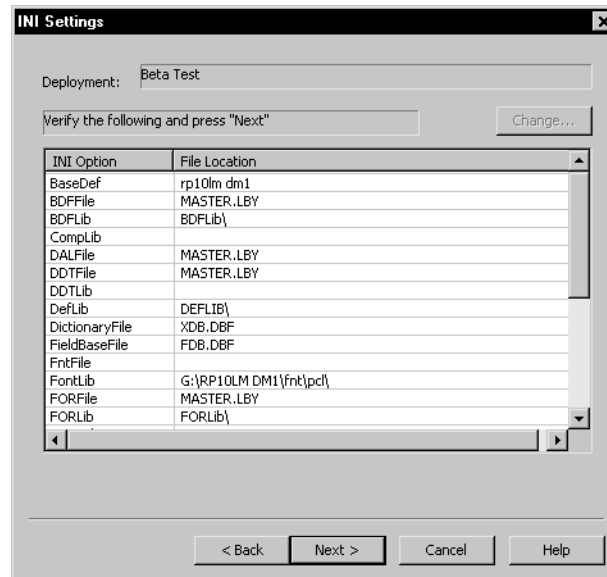 INI Settings
Deployment: Beta Test
Verify the following and press "Next" Change...
INI Option File Location
BaseDef rp10lm dm1
BDFFile MASTER.LBY
BDFLib BDFLib\
CompLib
DALFile MASTER.LBY
DDTFile MASTER.LBY
DDTLib
DefLib DEFLIB\
DictionaryFile XDB.DBF
FieldBaseFile FDB.DBF
FntFile
FontLib G:\RP10LM DM1\fnt\pcl\
FORFile MASTER.LBY
FORLib FORLib\
< Back Next > Cancel Help